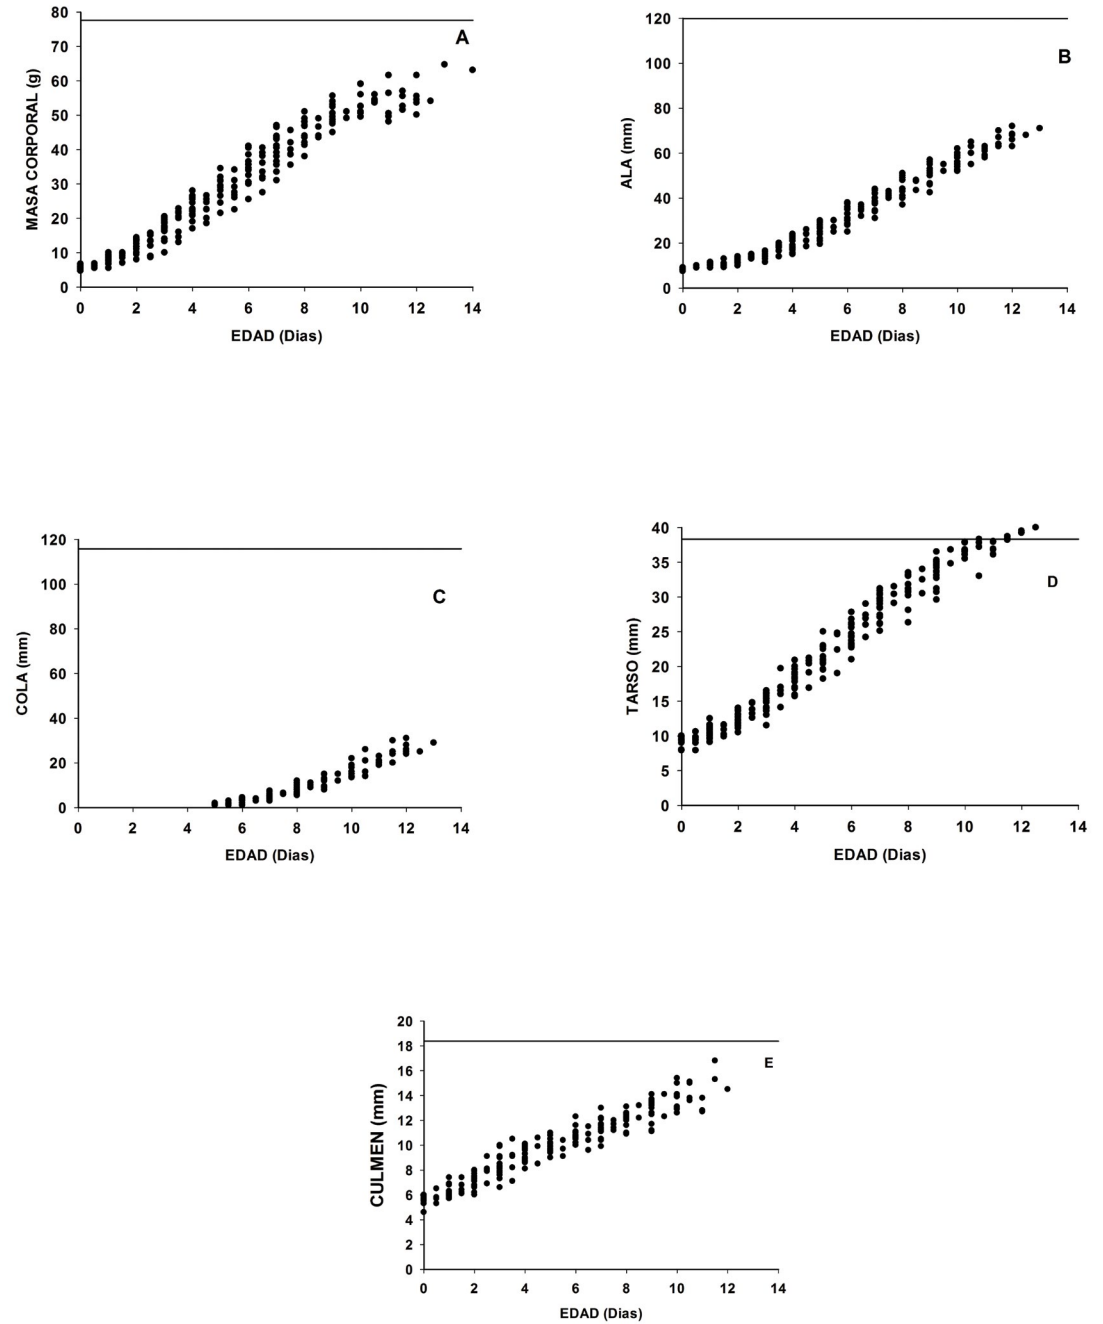 A
MASA CORPORAL (g)
80
70
60
50
40
30
20
10
0
0 2 4 6 8 10 12 14
EDAD (Dias)
B
ALA (mm)
120
100
80
60
40
20
0
0 2 4 6 8 10 12 14
EDAD (Dias)
C
COLA (mm)
120
100
80
60
40
20
0
0 2 4 6 8 10 12 14
EDAD (Dias)
D
TARSO (mm)
40
35
30
25
20
15
10
5
0
0 2 4 6 8 10 12 14
EDAD (Dias)
E
CULMEN (mm)
20
18
16
14
12
10
8
6
4
2
0
0 2 4 6 8 10 12 14
EDAD (Dias)